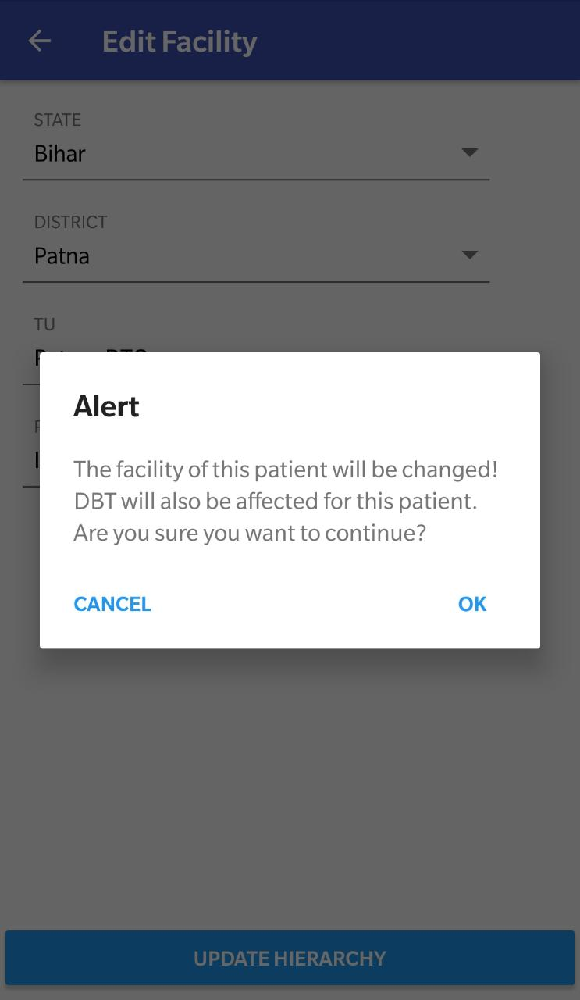 Edit Facility
STATE
Bihar
DISTRICT
Patna
TU
Alert
The facility of this patient will be changed!
DBT will also be affected for this patient.
Are you sure you want to continue?
CANCEL
OK
UPDATE HIERARCHY